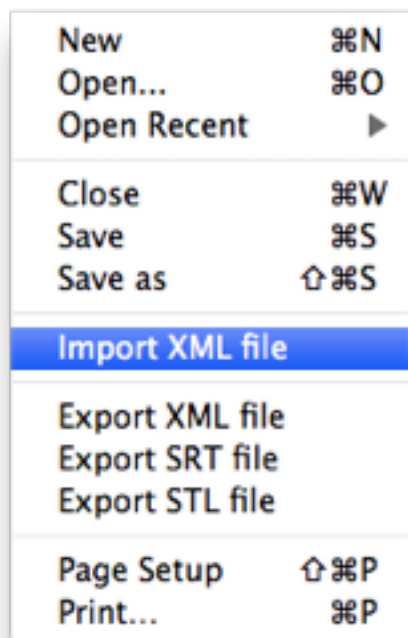 New ⌘N
Open... ⌘O
Open Recent ▶
Close ⌘W
Save ⌘S
Save as ⇧⌘S
Import XML file
Export XML file
Export SRT file
Export STL file
Page Setup ⇧⌘P
Print... ⌘P